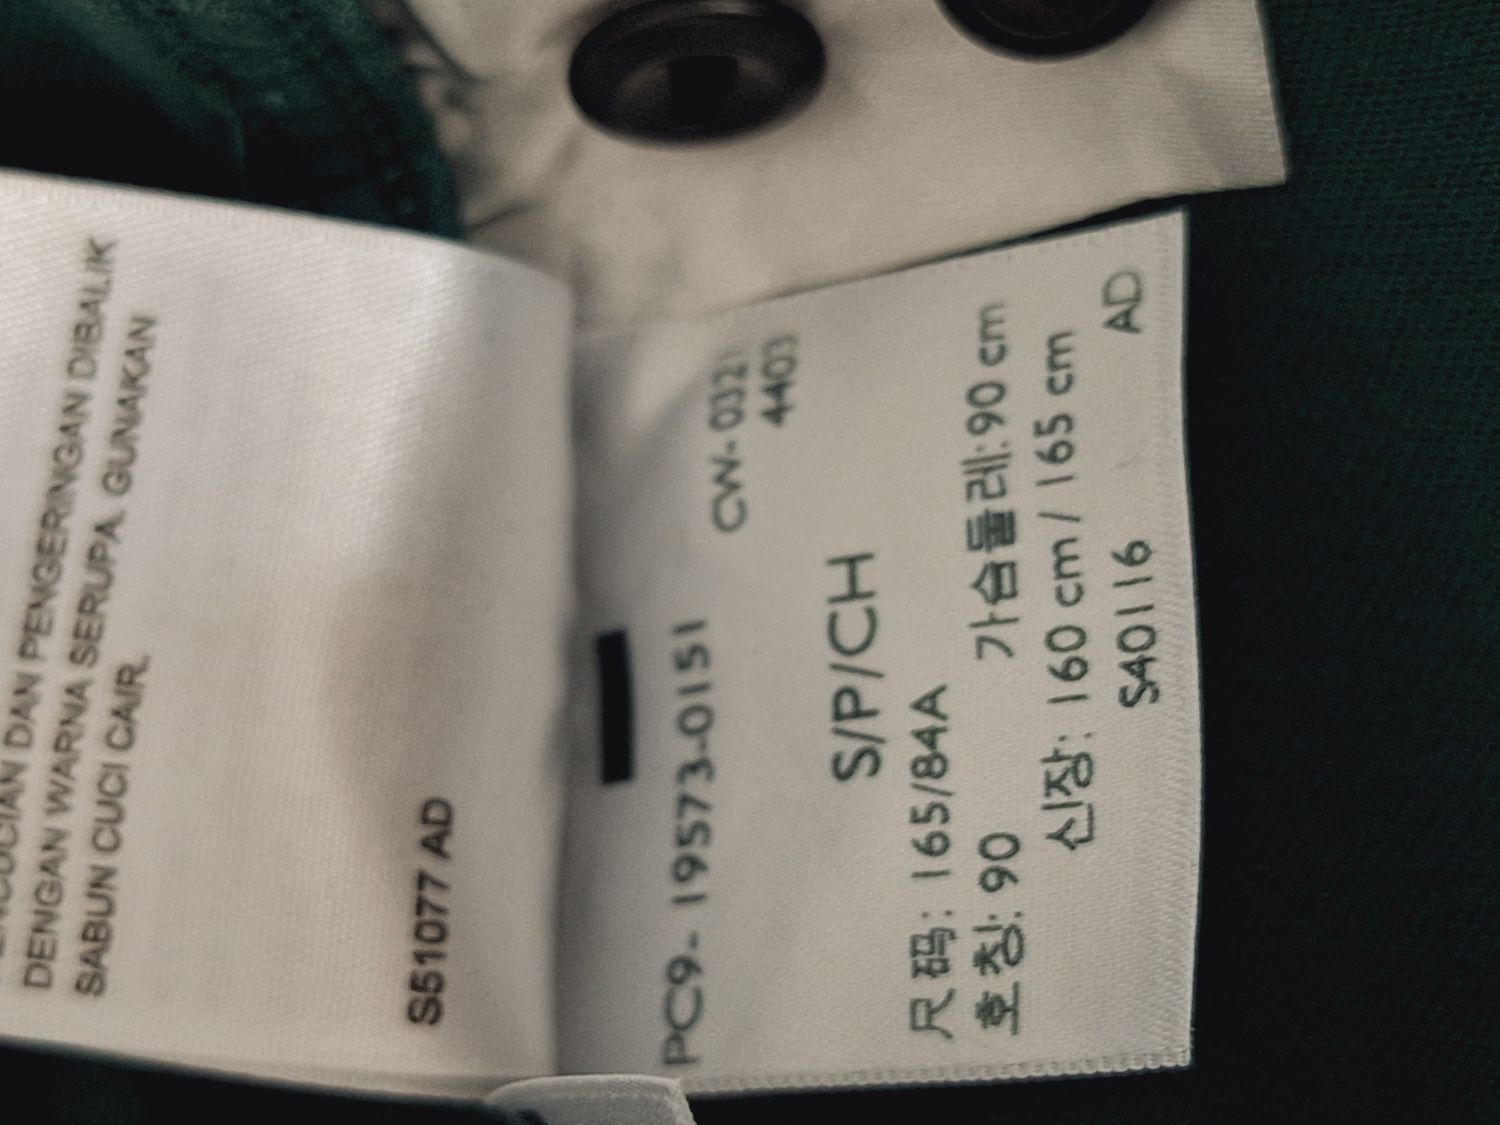 DAN PENGERINGAN DIBALIK
DENGAN WARNA SERUPA. GUNAKAN
SABUN CUCI CAIR.
S51077 AD
CW-0321
4403
PC9- 19573-0151
S/P/CH
尺码: 165/84A
호칭: 90 가슴둘레:90 cm
신장: 160 cm/ 165 cm
S40116 AD